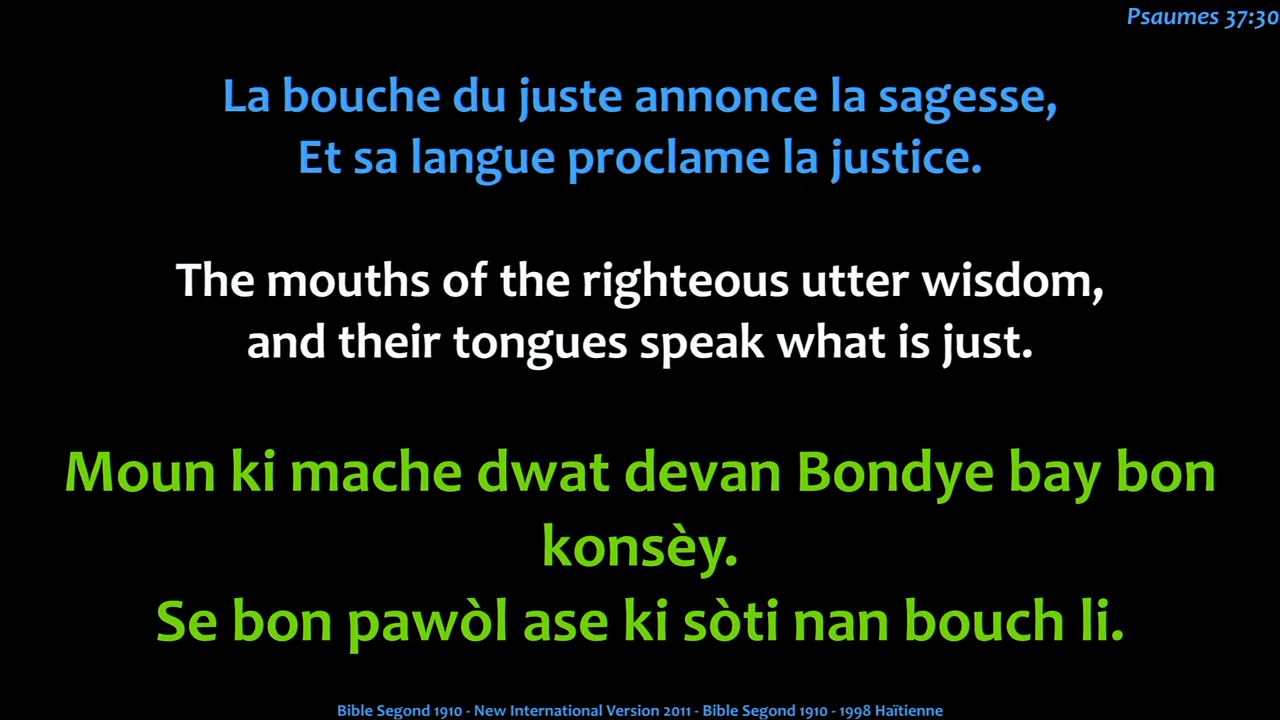 Psaumes 37:30
La bouche du juste annonce la sagesse,
Et sa langue proclame la justice.
The mouths of the righteous utter wisdom,
and their tongues speak what is just.
Moun ki mache dwat devan Bondye bay bon
konsèy.
Se bon pawòl ase ki sòti nan bouch li.
Bible Segond 1910 - New International Version 2011 - Bible Segond 1910 - 1998 Haïtienne